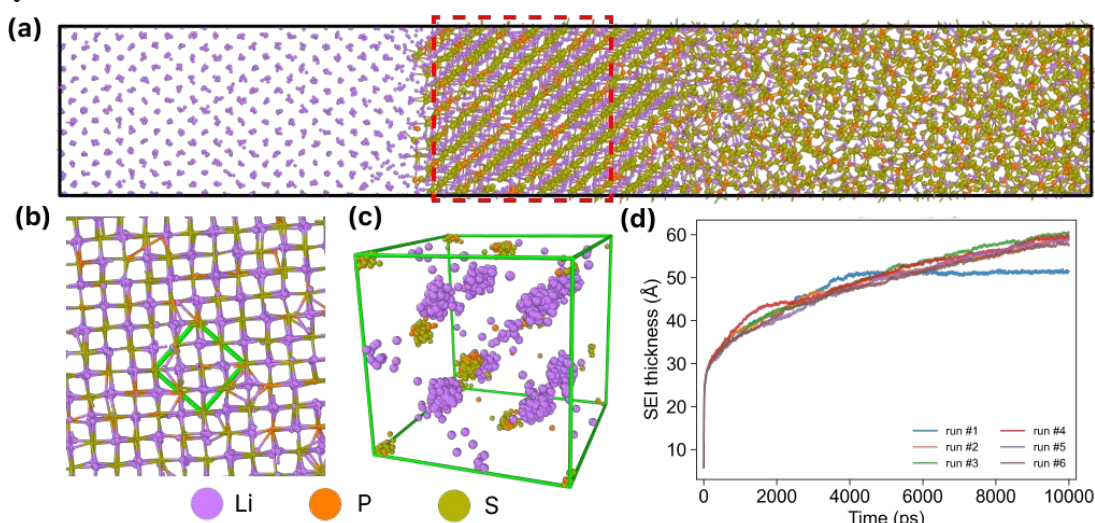 (a)
(b)
(c)
(d)
60
50
40
30
20
10
SEI thickness (Å)
run #1
run #2
run #3
run #4
run #5
run #6
0
2000
4000
6000
8000
10000
Time (ps)
Li
P
S